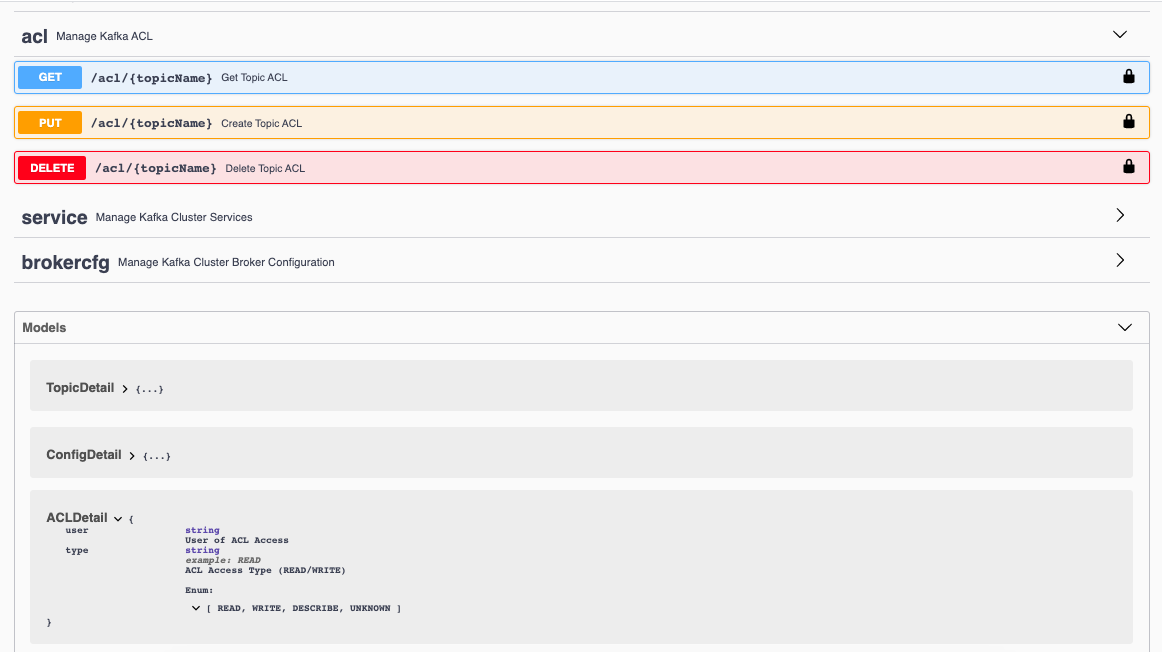 acl Manage Kafka ACL
GET /acl/{topicName} Get Topic ACL
PUT /acl/{topicName} Create Topic ACL
DELETE /acl/{topicName} Delete Topic ACL
service Manage Kafka Cluster Services
brokercfg Manage Kafka Cluster Broker Configuration
Models
TopicDetail {...}
ConfigDetail {...}
ACLDetail {
user string
User of ACL Access
type string
example: READ
ACL Access Type (READ/WRITE)
Enum:
[ READ, WRITE, DESCRIBE, UNKNOWN ]
}